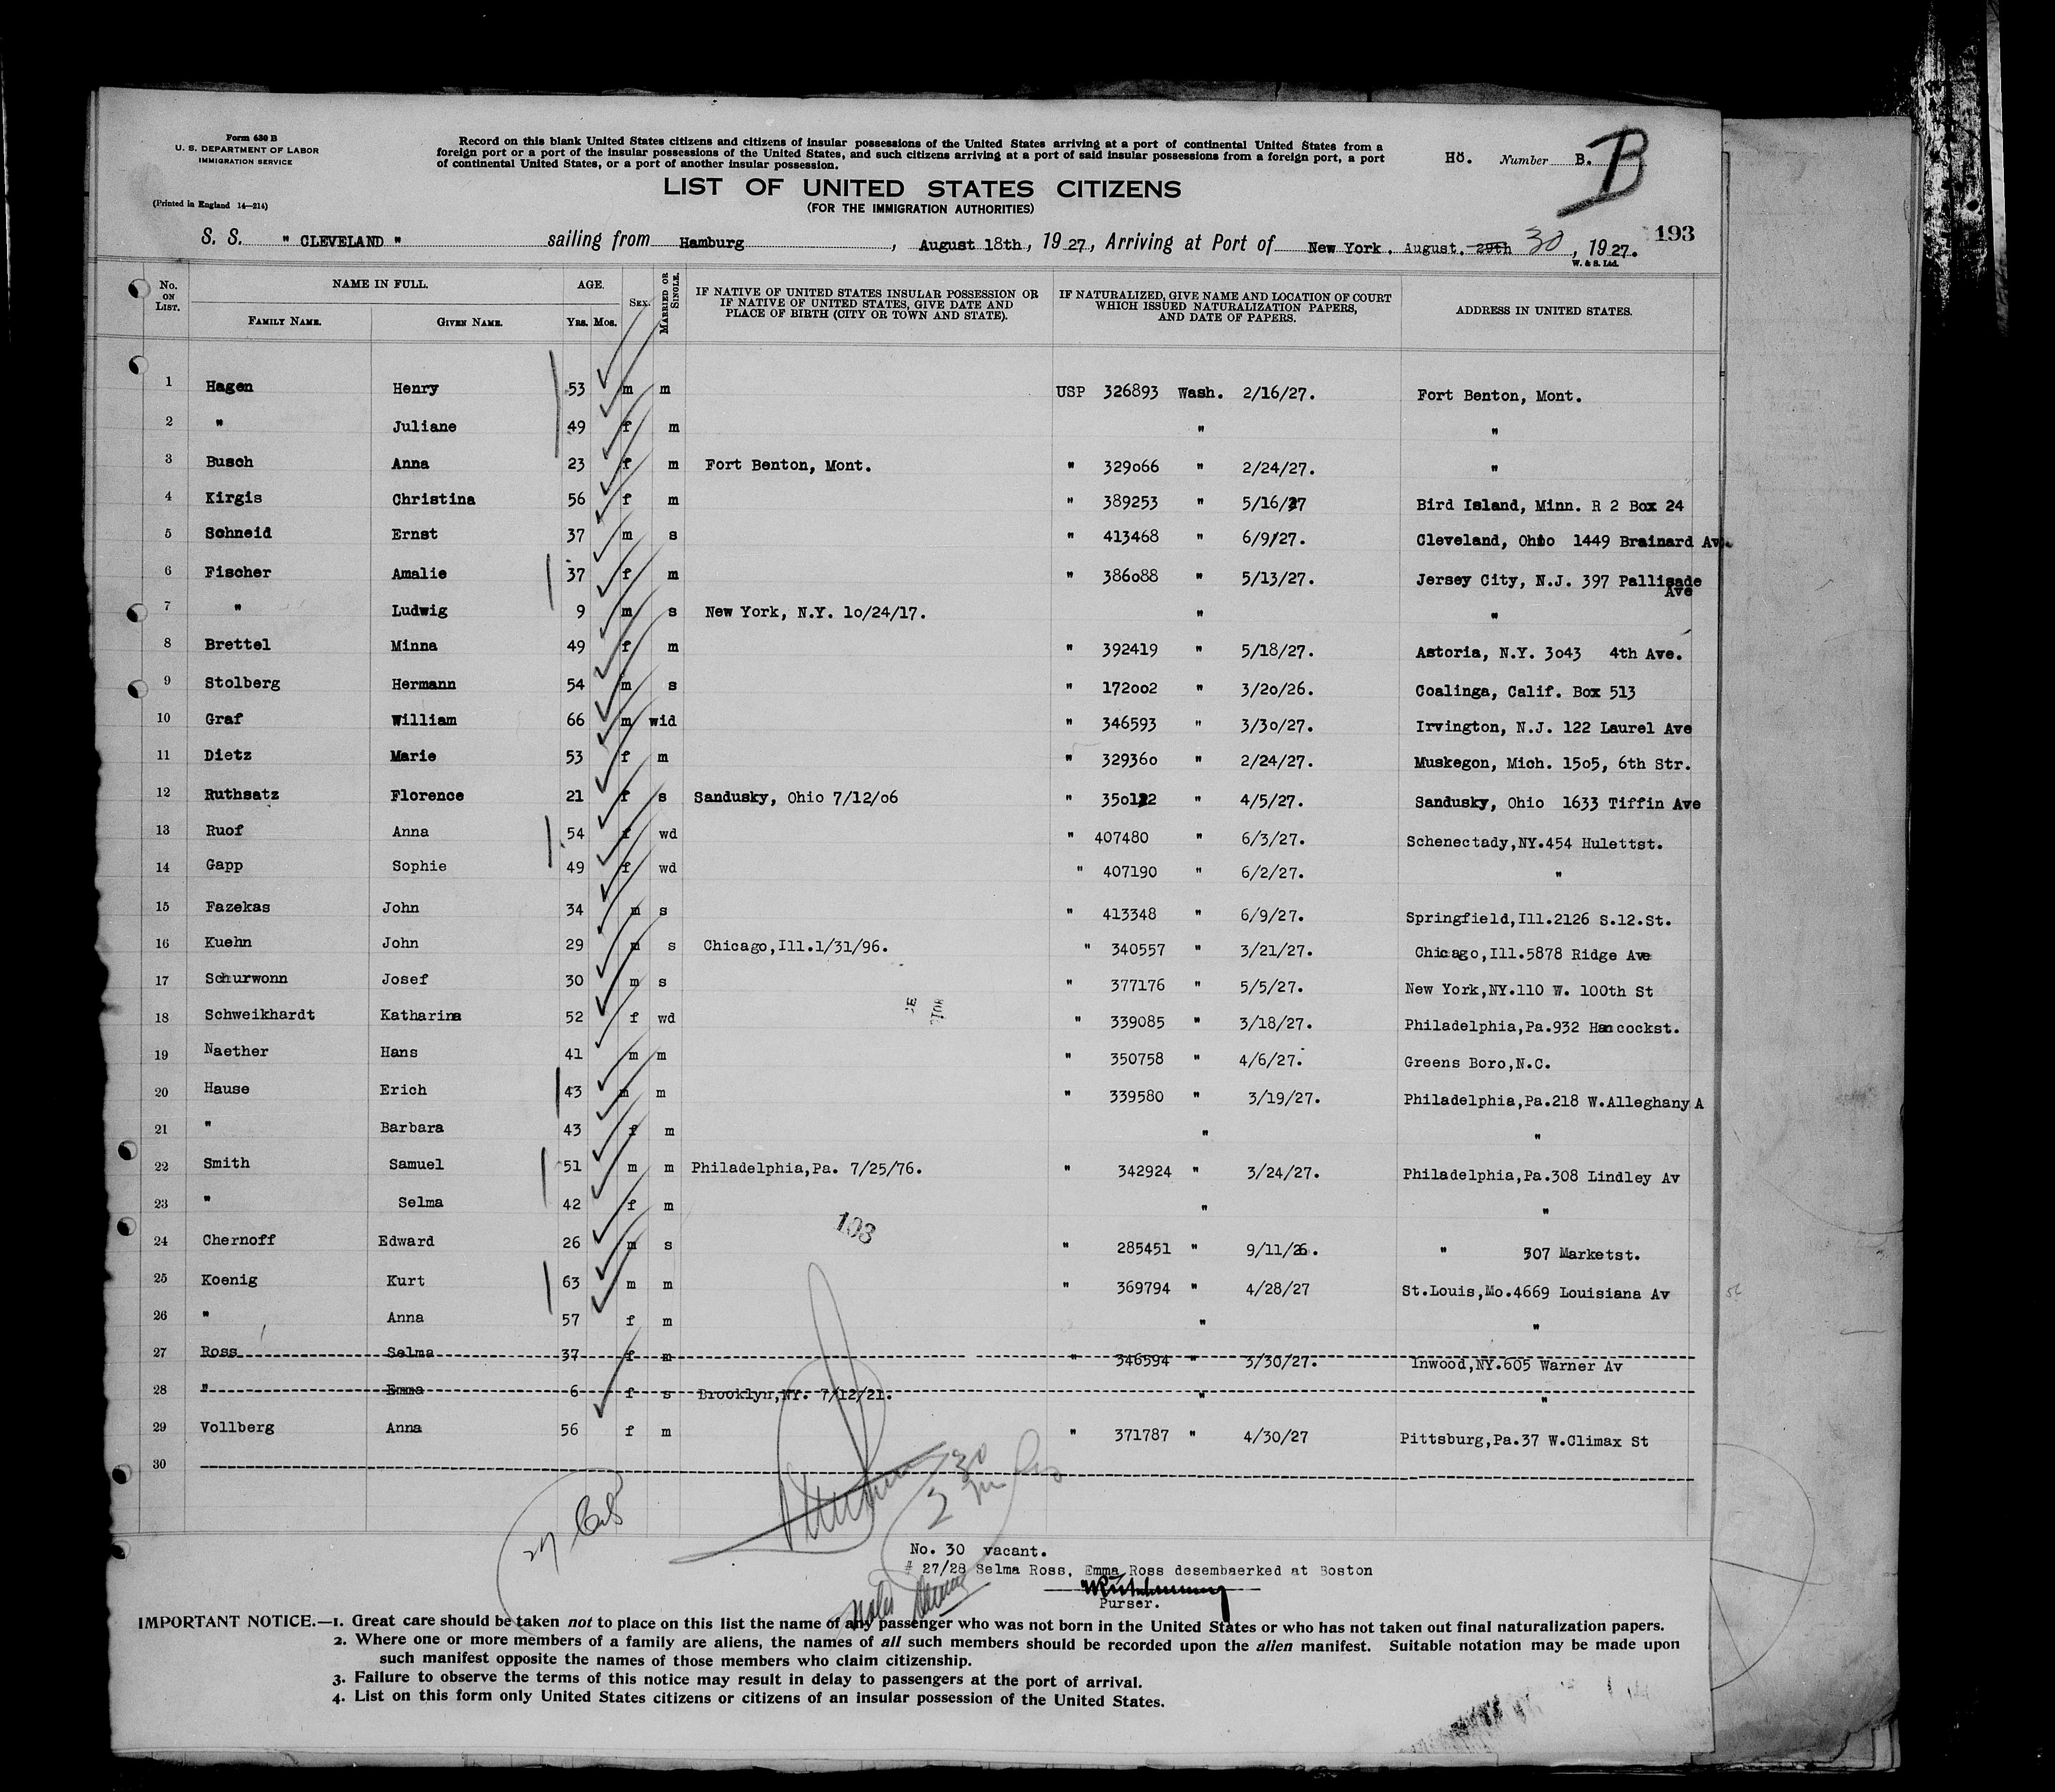 Form 630 B
U. S. DEPARTMENT OF LABOR
IMMIGRATION SERVICE
(Printed in England 14—214)
Record on this blank United States citizens and citizens of insular possessions of the United States arriving at a port of continental United States from a
foreign port or a port of the insular possessions of the United States, and such citizens arriving at a port of said insular possessions from a foreign port, a port
of continental United States, or a port of another insular possession.
Hö. Number B. B
LIST OF UNITED STATES CITIZENS
(FOR THE IMMIGRATION AUTHORITIES)
193
S. S. " CLEVELAND " sailing from Hamburg, August 18th, 1927, Arriving at Port of New York. August. 29th 30, 1927.
W. & S. Ltd.
No. ON LIST. NAME IN FULL. FAMILY NAME. GIVEN NAME. AGE. YRS. MOS. SEX. MARRIED OR SINGLE. IF NATIVE OF UNITED STATES INSULAR POSSESSION OR IF NATIVE OF UNITED STATES, GIVE DATE AND PLACE OF BIRTH (CITY OR TOWN AND STATE). IF NATURALIZED, GIVE NAME AND LOCATION OF COURT WHICH ISSUED NATURALIZATION PAPERS, AND DATE OF PAPERS. ADDRESS IN UNITED STATES.
1 Hagen Henry 53 m m USP 326893 Wash. 2/16/27. Fort Benton, Mont.
2 " Juliane 49 f m " "
3 Busch Anna 23 f m Fort Benton, Mont. " 329066 " 2/24/27. "
4 Kirgis Christina 56 f m " 389253 " 5/16/27 Bird Island, Minn. R 2 Box 24
5 Schneid Ernst 37 m s " 413468 " 6/9/27. Cleveland, Ohio 1449 Brainard Av.
6 Fischer Amalie 37 f m " 386088 " 5/13/27. Jersey City, N.J. 397 Pallisade Ave
7 " Ludwig 9 m s New York, N.Y. 10/24/17. " "
8 Brettel Minna 49 f m " 392419 " 5/18/27. Astoria, N.Y. 3043 4th Ave.
9 Stolberg Hermann 54 m s " 172002 " 3/20/26. Coalinga, Calif. Box 513
10 Graf William 66 m wid " 346593 " 3/30/27. Irvington, N.J. 122 Laurel Ave
11 Dietz Marie 53 f m " 329360 " 2/24/27. Muskegon, Mich. 1505, 6th Str.
12 Ruthsatz Florence 21 f s Sandusky, Ohio 7/12/06 " 350122 " 4/5/27. Sandusky, Ohio 1633 Tiffin Ave
13 Ruof Anna 54 f wd " 407480 " 6/3/27. Schenectady,NY.454 Hulettst.
14 Gapp Sophie 49 f wd " 407190 " 6/2/27. "
15 Fazekas John 34 m s " 413348 " 6/9/27. Springfield,Ill.2126 S.12.St.
16 Kuehn John 29 m s Chicago,Ill.1/31/96. " 340557 " 3/21/27. Chicago,Ill.5878 Ridge Ave
17 Schurwonn Josef 30 m s " 377176 " 5/5/27. New York,NY.110 W. 100th St
18 Schweikhardt Katharina 52 f wd " 339085 " 3/18/27. Philadelphia,Pa.932 Hancockst.
19 Naether Hans 41 m m " 350758 " 4/6/27. Greens Boro,N.C.
20 Hause Erich 43 m m " 339580 " 3/19/27. Philadelphia,Pa.218 W.Alleghany A
21 " Barbara 43 f m " "
22 Smith Samuel 51 m m Philadelphia,Pa. 7/25/76. " 342924 " 3/24/27. Philadelphia,Pa.308 Lindley Av
23 " Selma 42 f m " "
24 Chernoff Edward 26 m s " 285451 " 9/11/26. " 507 Marketst.
25 Koenig Kurt 63 m m " 369794 " 4/28/27 St.Louis,Mo.4669 Louisiana Av
26 " Anna 57 f m " "
27 Ross Selma 37 f m " 346594 " 3/30/27. Inwood,NY.605 Warner Av
28 " Emma 6 f s Brooklyn,NY. 7/12/21. " "
29 Vollberg Anna 56 f m " 371787 " 4/30/27 Pittsburg,Pa.37 W.Climax St
30
No. 30 vacant.
# 27/28 Selma Ross, Emma Ross desembaerked at Boston
Purser.
IMPORTANT NOTICE.—1. Great care should be taken not to place on this list the name of any passenger who was not born in the United States or who has not taken out final naturalization papers.
2. Where one or more members of a family are aliens, the names of all such members should be recorded upon the alien manifest. Suitable notation may be made upon
such manifest opposite the names of those members who claim citizenship.
3. Failure to observe the terms of this notice may result in delay to passengers at the port of arrival.
4. List on this form only United States citizens or citizens of an insular possession of the United States.